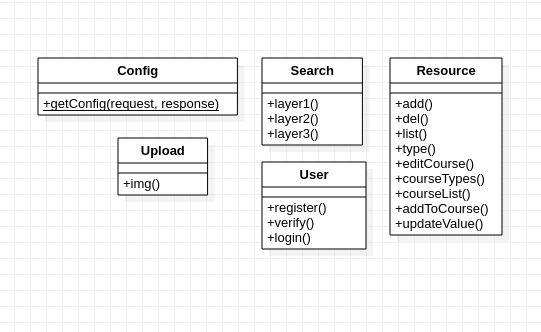 Config
+getConfig(request, response)
Upload
+img()
Search
+layer1()
+layer2()
+layer3()
User
+register()
+verify()
+login()
Resource
+add()
+del()
+list()
+type()
+editCourse()
+courseTypes()
+courseList()
+addToCourse()
+updateValue()